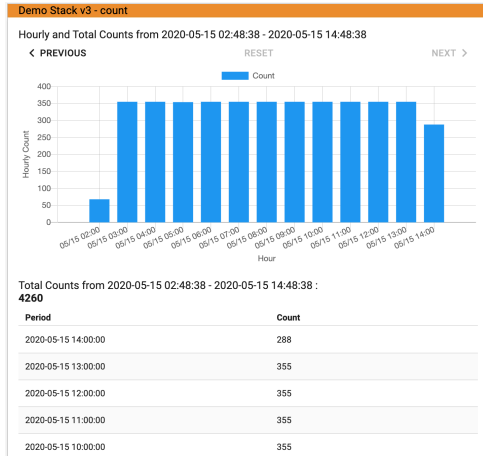 Demo Stack v3 - count
Hourly and Total Counts from 2020-05-15 02:48:38 - 2020-05-15 14:48:38
PREVIOUS RESET NEXT
Count
400
350
300
250
200
150
100
50
0
Hourly Count
05/15 02:00 05/15 03:00 05/15 04:00 05/15 05:00 05/15 06:00 05/15 07:00 05/15 08:00 05/15 09:00 05/15 10:00 05/15 11:00 05/15 12:00 05/15 13:00 05/15 14:00
Hour
Total Counts from 2020-05-15 02:48:38 - 2020-05-15 14:48:38 :
4260
Period Count
2020-05-15 14:00:00 288
2020-05-15 13:00:00 355
2020-05-15 12:00:00 355
2020-05-15 11:00:00 355
2020-05-15 10:00:00 355